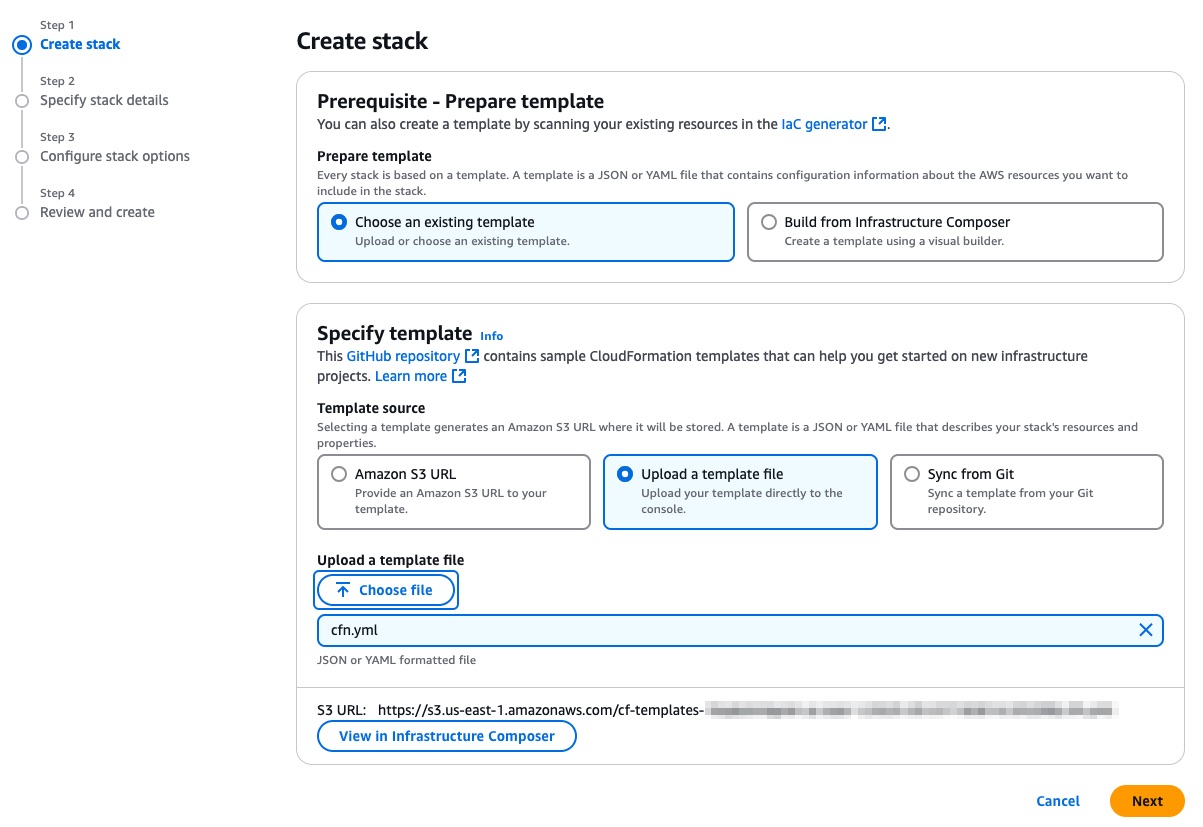 Step 1
Create stack
Step 2
Specify stack details
Step 3
Configure stack options
Step 4
Review and create
Create stack
Prerequisite - Prepare template
You can also create a template by scanning your existing resources in the IaC generator.
Prepare template
Every stack is based on a template. A template is a JSON or YAML file that contains configuration information about the AWS resources you want to
include in the stack.
Choose an existing template
Upload or choose an existing template.
Build from Infrastructure Composer
Create a template using a visual builder.
Specify template Info
This GitHub repository contains sample CloudFormation templates that can help you get started on new infrastructure
projects. Learn more
Template source
Selecting a template generates an Amazon S3 URL where it will be stored. A template is a JSON or YAML file that describes your stack's resources and
properties.
Amazon S3 URL
Provide an Amazon S3 URL to your
template.
Upload a template file
Upload your template directly to the
console.
Sync from Git
Sync a template from your Git
repository.
Upload a template file
Choose file
cfn.yml
JSON or YAML formatted file
S3 URL: https://s3.us-east-1.amazonaws.com/cf-templates-
View in Infrastructure Composer
Cancel
Next